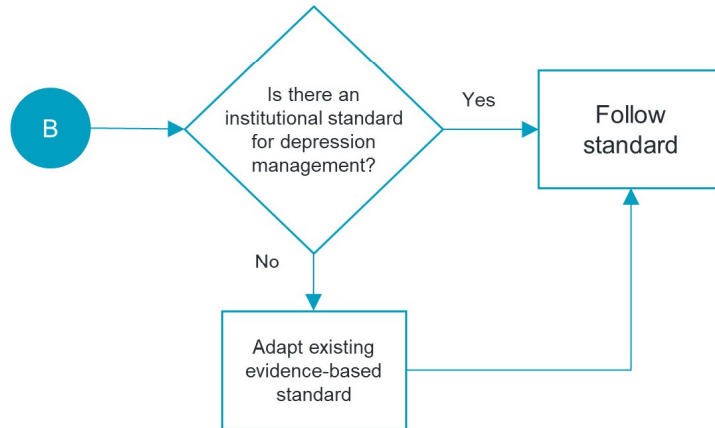 B
Is there an
institutional standard
for depression
management?
Yes
Follow
standard
No
Adapt existing
evidence-based
standard